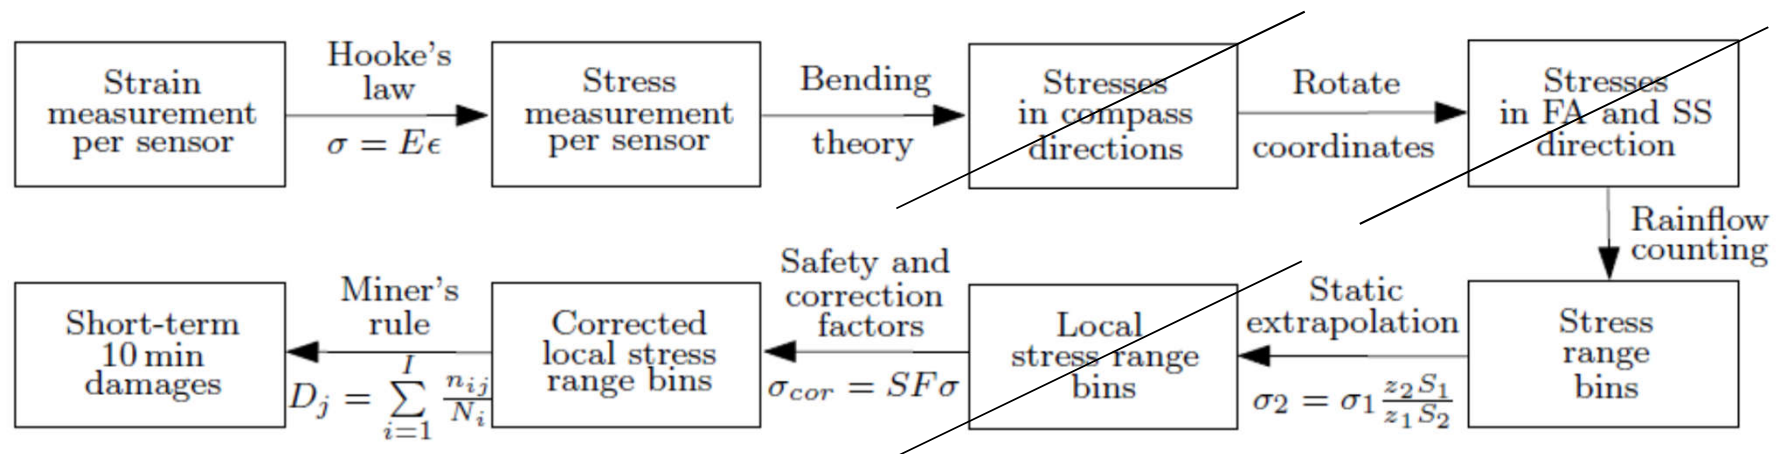 Strain
measurement
per sensor
Hooke's
law
σ = Eϵ
Stress
measurement
per sensor
Bending
theory
Stresses
in compass
directions
Rotate
coordinates
Stresses
in FA and SS
direction
Rainflow
counting
Stress
range
bins
Static
extrapolation
σ₂ = σ₁ z₂S₁/z₁S₂
Local
stress range
bins
Safety and
correction
factors
σcor = SFσ
Corrected
local stress
range bins
Miner's
rule
Dⱼ = ∑ᵢ₌₁ᴵ nᵢⱼ/Nᵢ
Short-term
10 min
damages